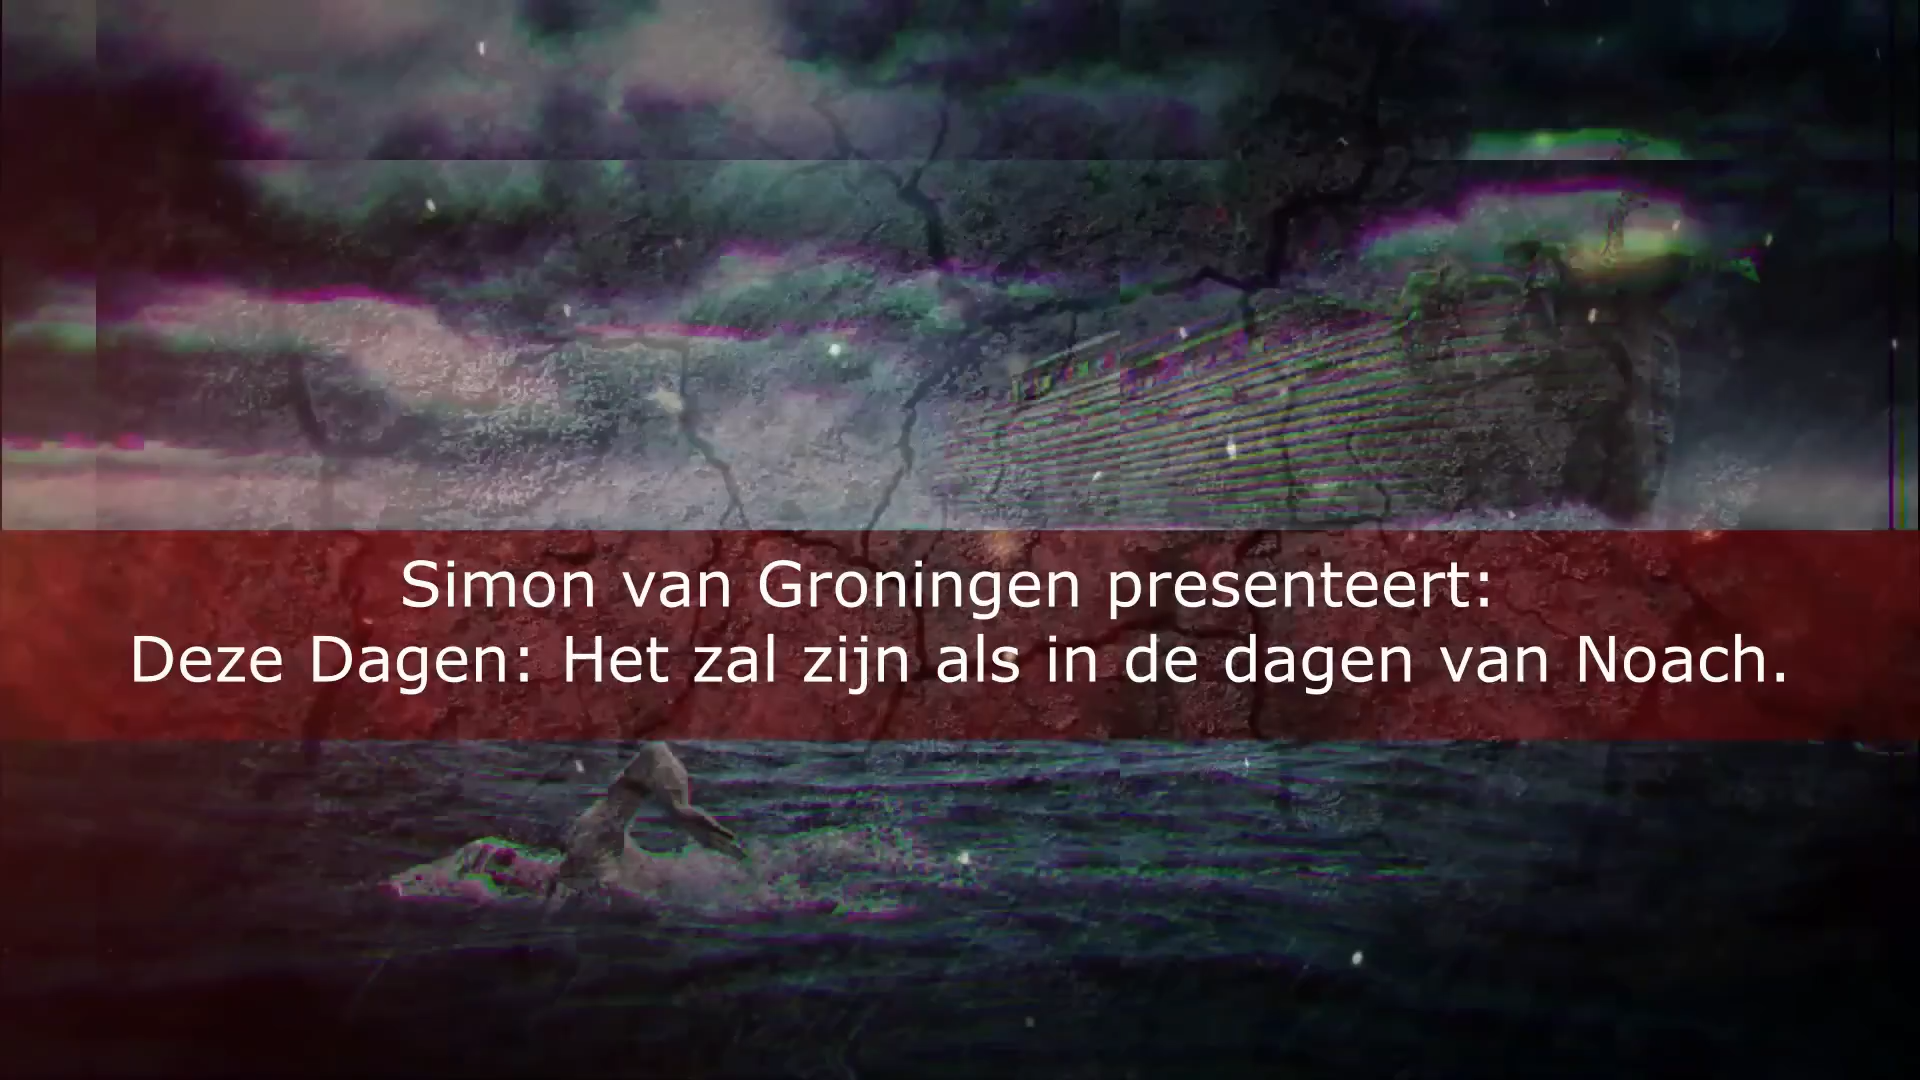 Simon van Groningen presenteert:
Deze Dagen: Het zal zijn als in de dagen van Noach.